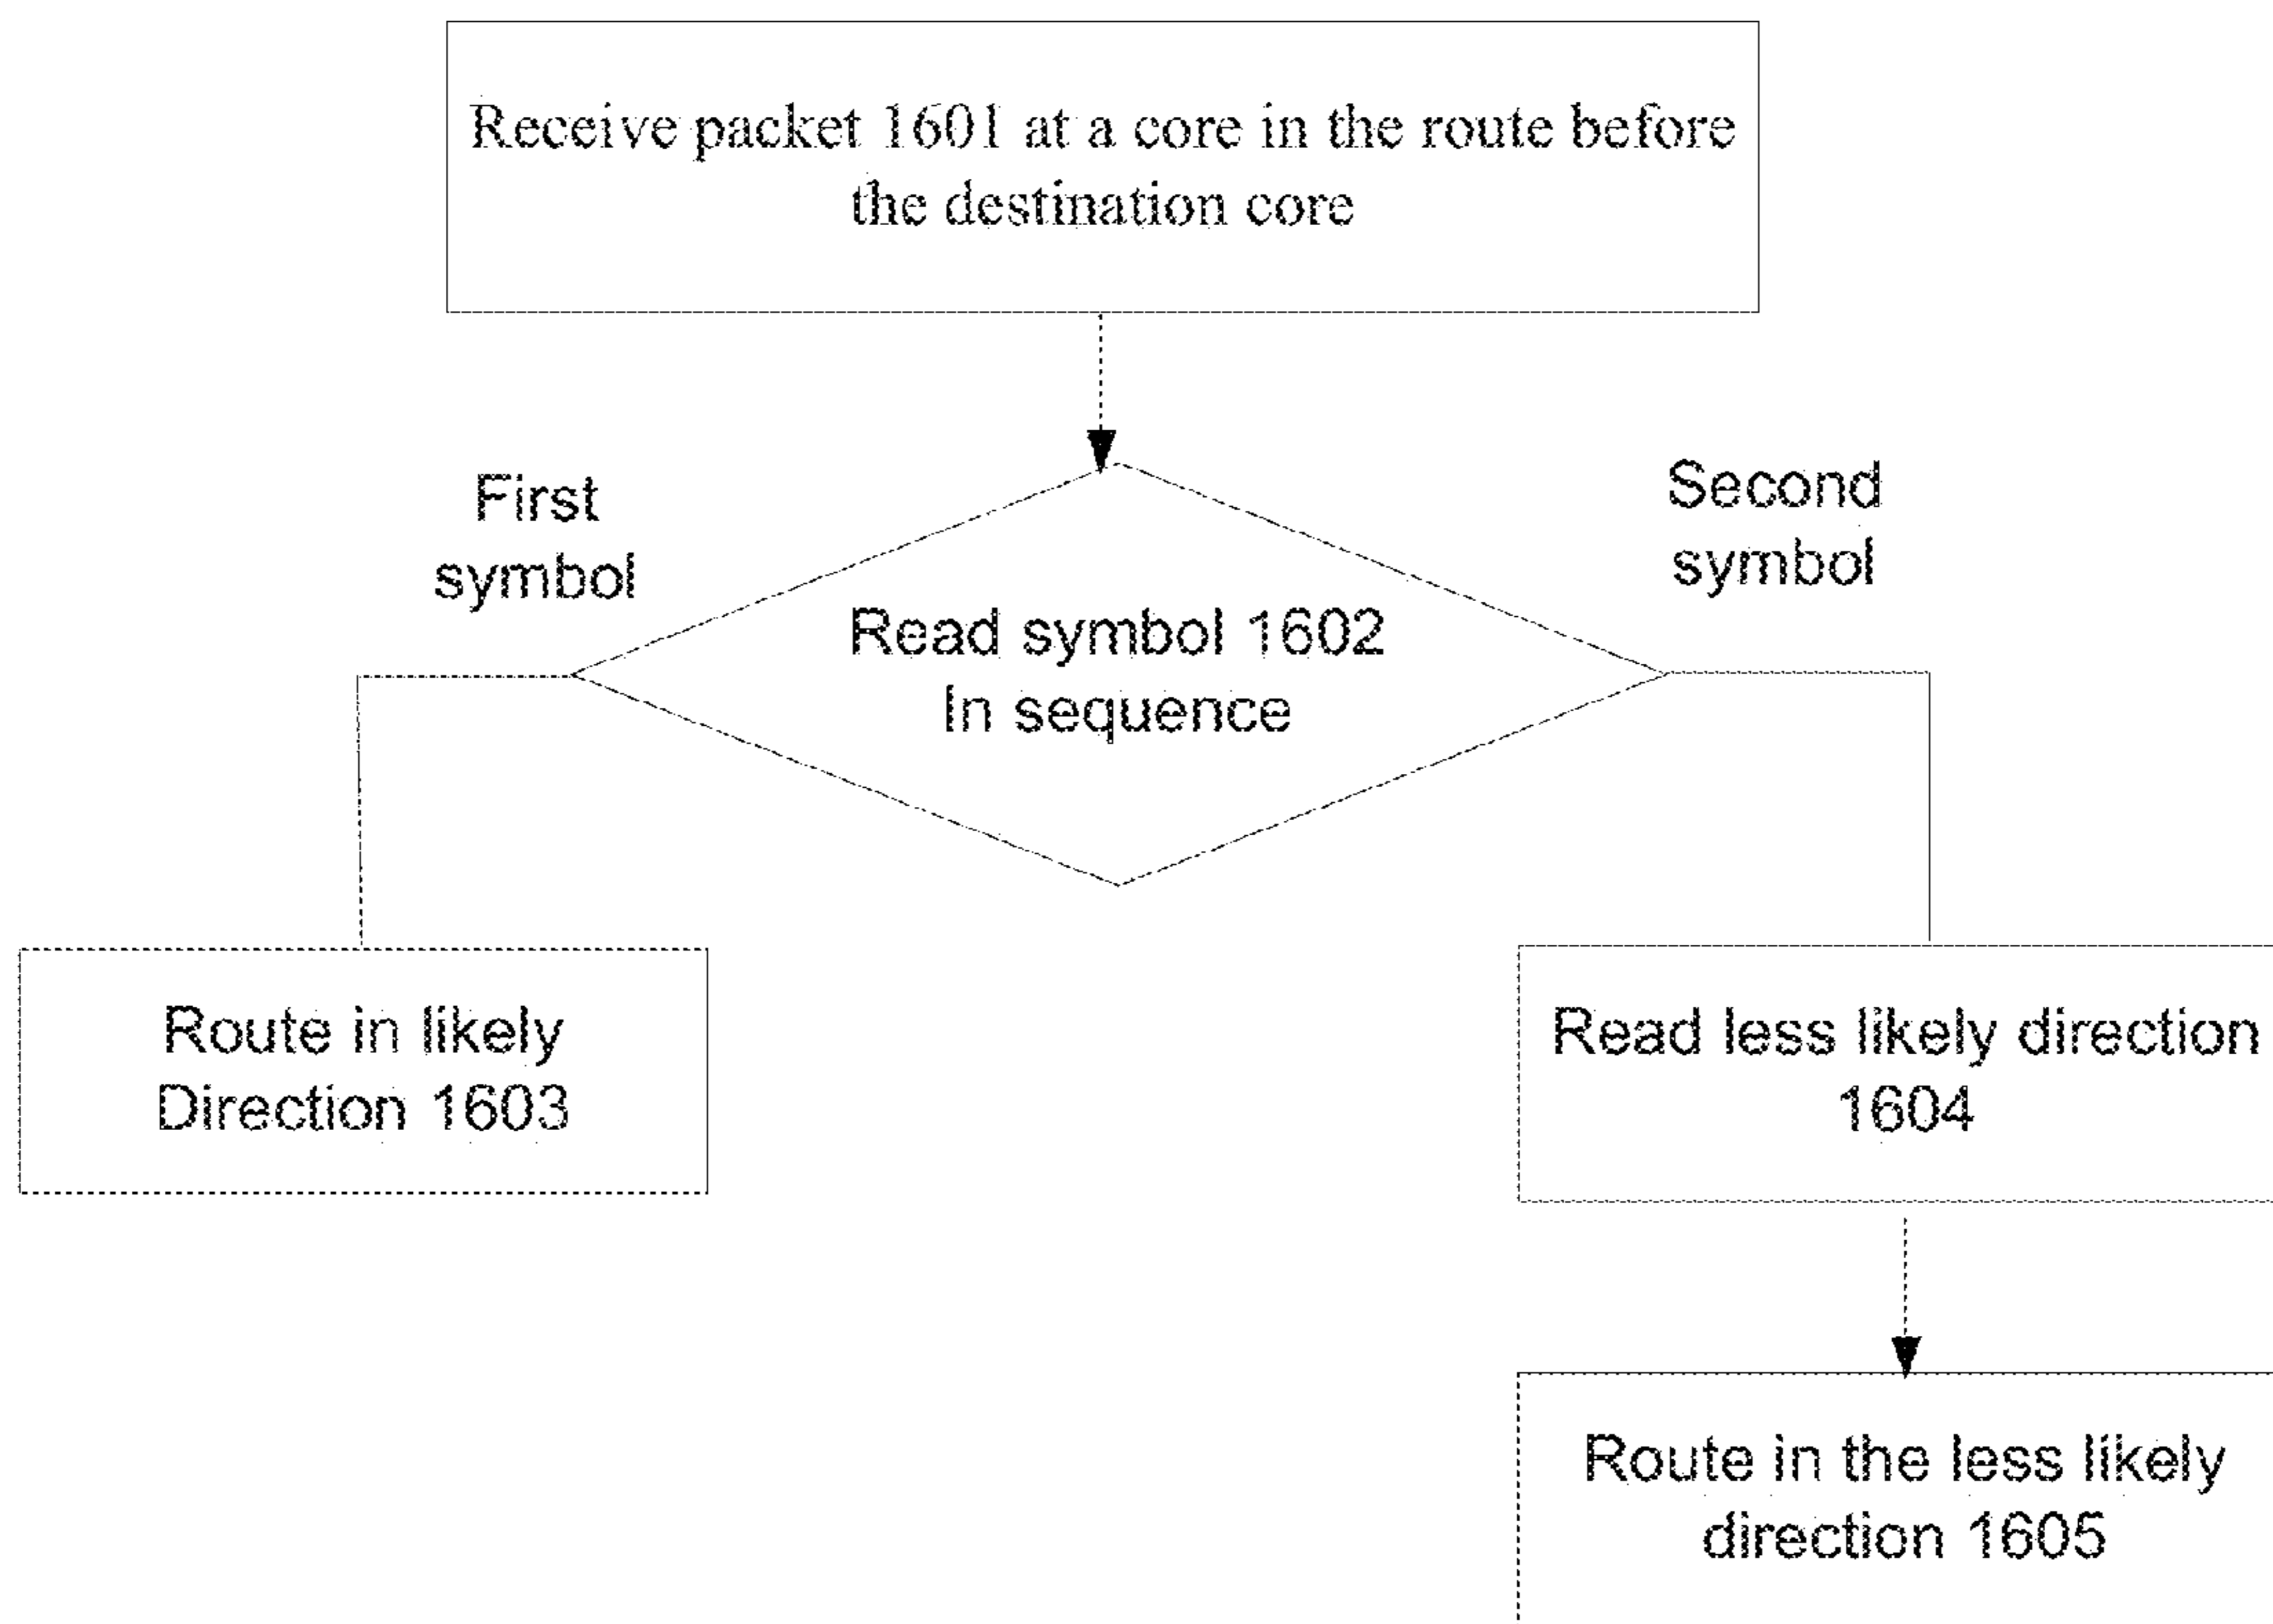 Receive packet 1601 at a core in the route before
the destination core
First
symbol
Second
symbol
Read symbol 1602
In sequence
Route in likely
Direction 1603
Read less likely direction
1604
Route in the less likely
direction 1605